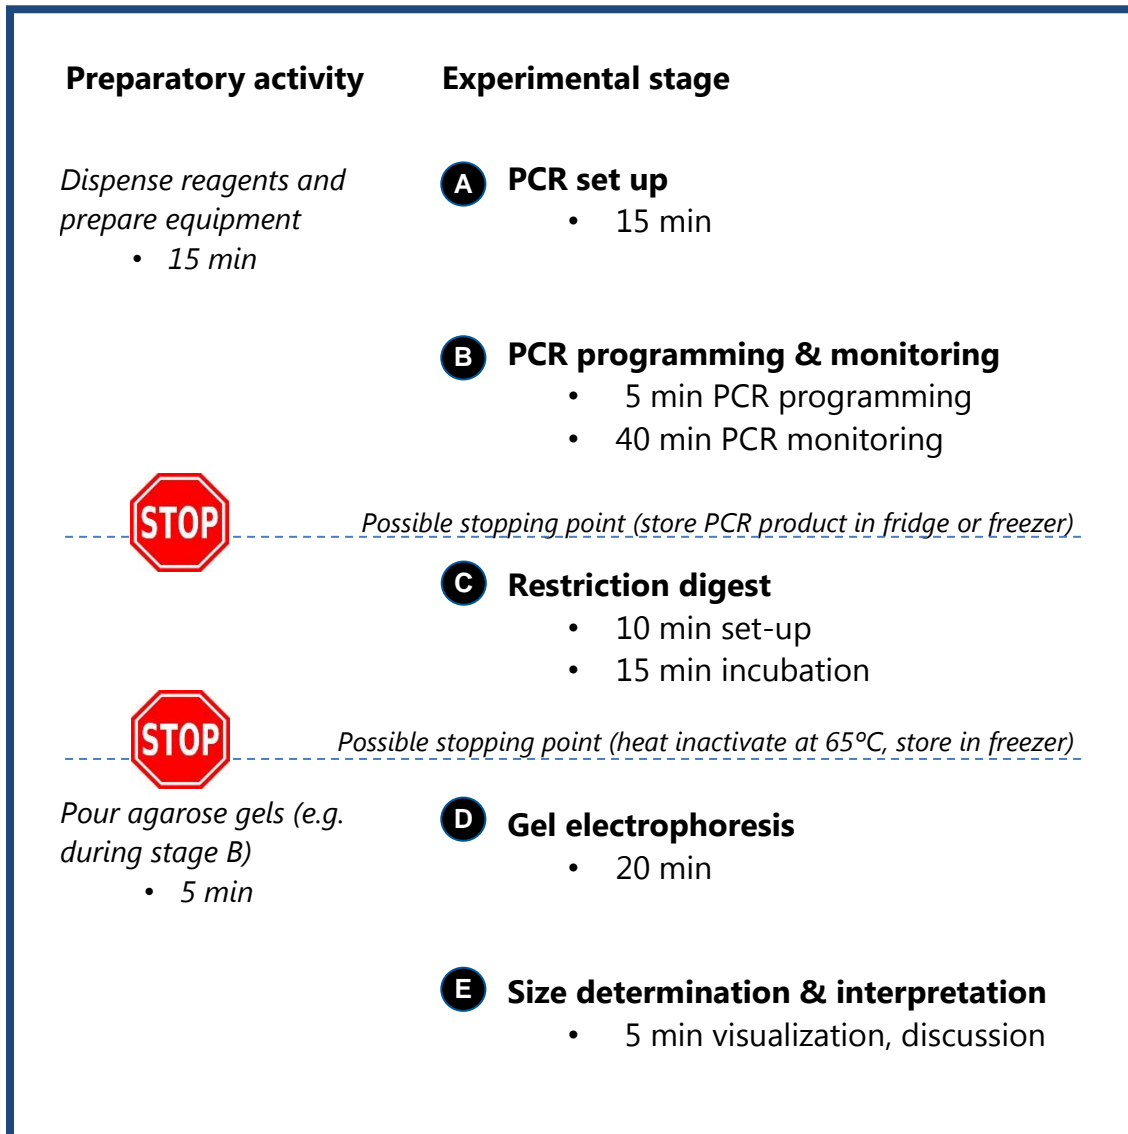 Preparatory activity
Experimental stage
Dispense reagents and
prepare equipment
• 15 min
A PCR set up
• 15 min
B PCR programming & monitoring
• 5 min PCR programming
• 40 min PCR monitoring
STOP
Possible stopping point (store PCR product in fridge or freezer)
C Restriction digest
• 10 min set-up
• 15 min incubation
STOP
Possible stopping point (heat inactivate at 65ºC, store in freezer)
Pour agarose gels (e.g.
during stage B)
• 5 min
D Gel electrophoresis
• 20 min
E Size determination & interpretation
• 5 min visualization, discussion